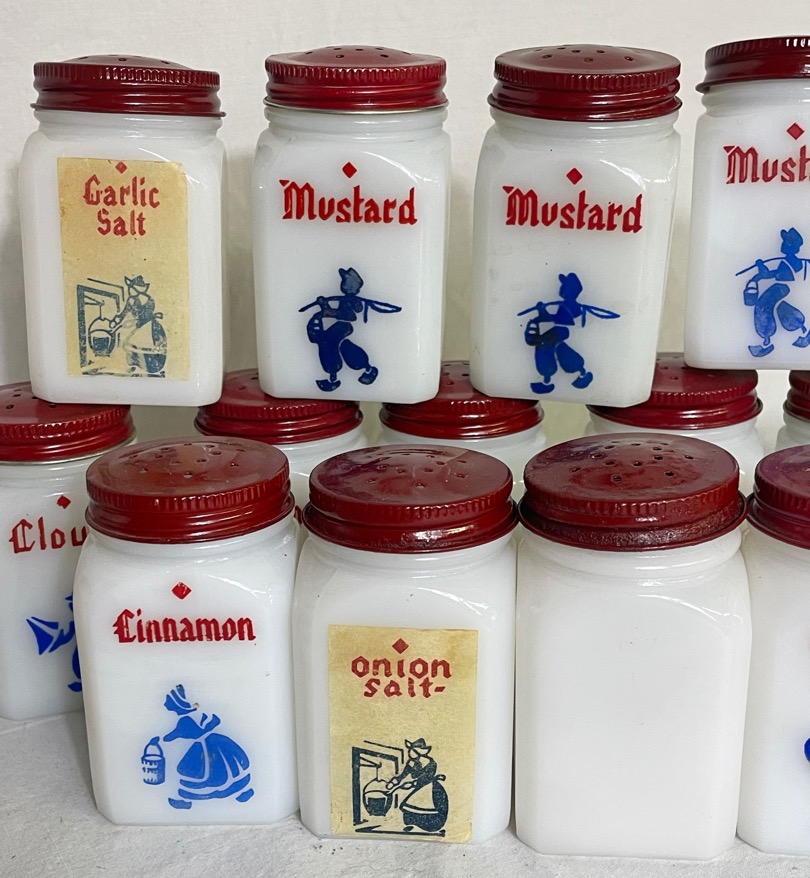 Garlic
Salt
Mustard
Mustard
Cinnamon
onion
salt-